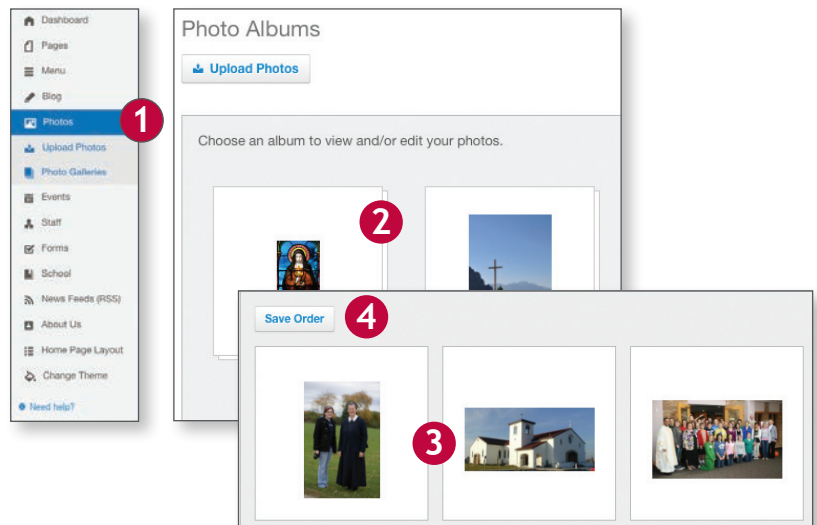 Dashboard
Pages
Menu
Blog
Photos
1
Upload Photos
Photo Galleries
Events
Staff
Forms
School
News Feeds (RSS)
About Us
Home Page Layout
Change Theme
Need help?
Photo Albums
Upload Photos
Choose an album to view and/or edit your photos.
2
Save Order
4
3